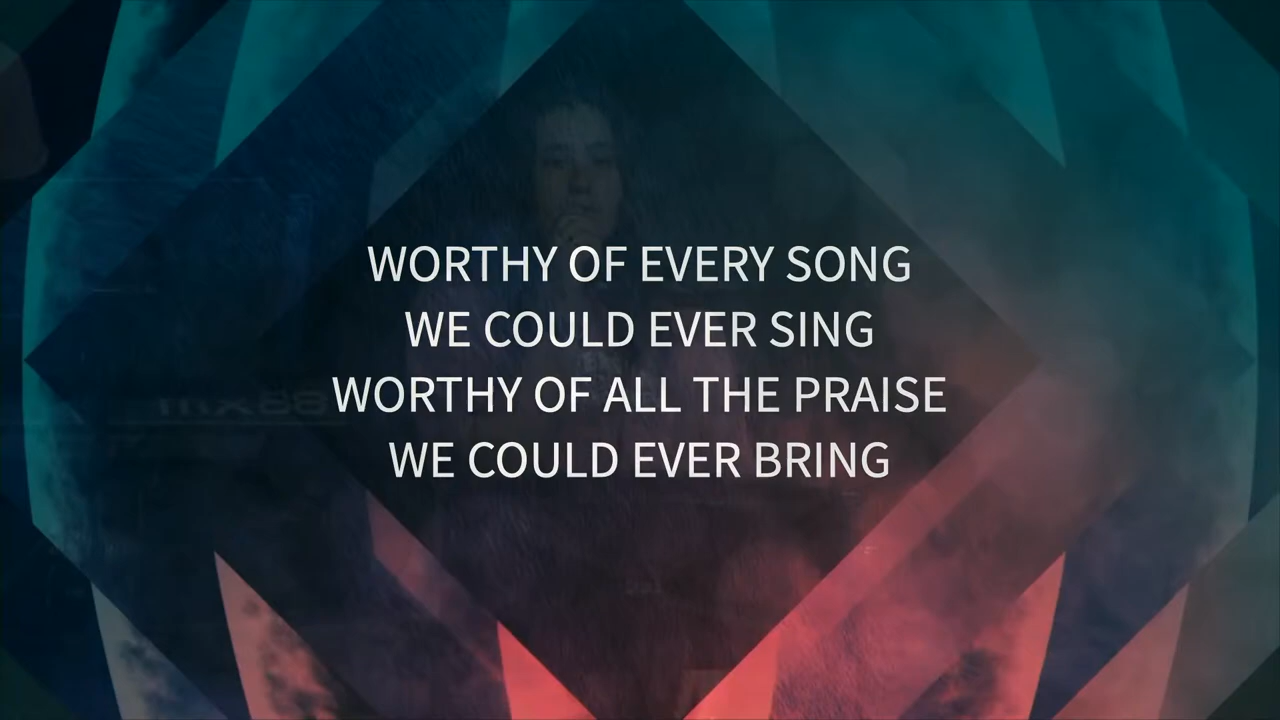 WORTHY OF EVERY SONG
WE COULD EVER SING
WORTHY OF ALL THE PRAISE
WE COULD EVER BRING